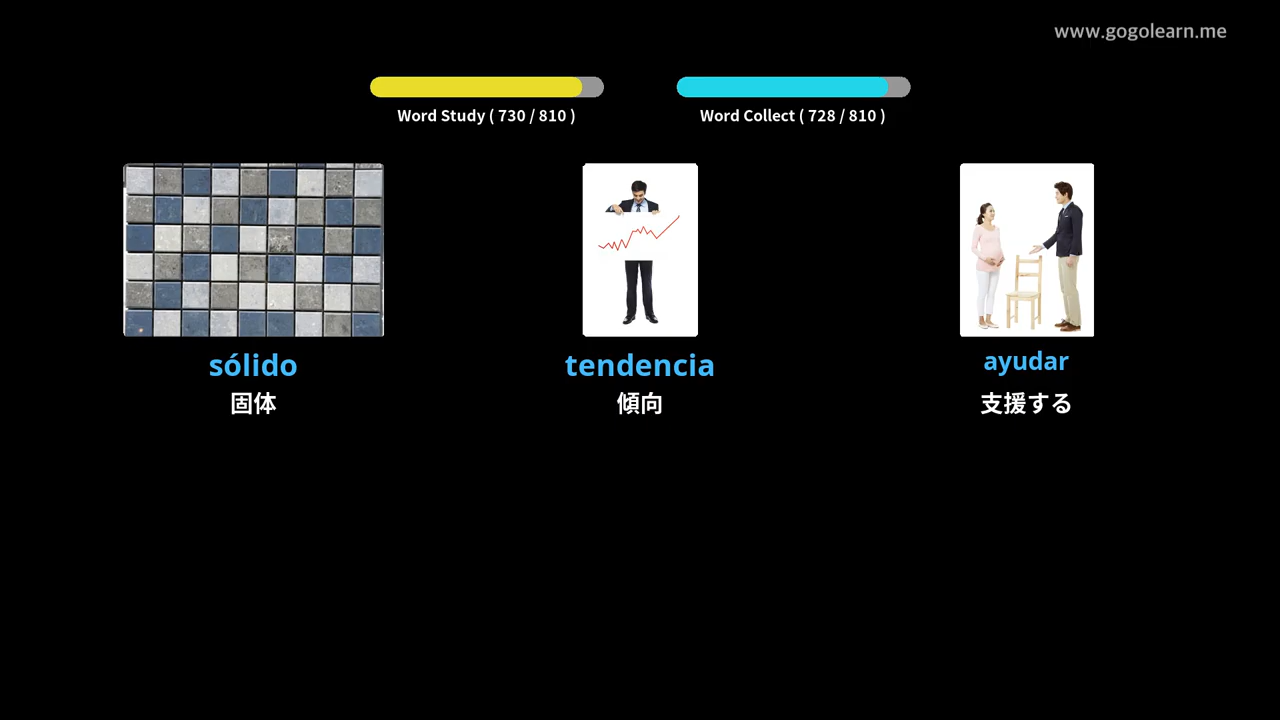 www.gogolearn.me
Word Study ( 730 / 810 )
Word Collect ( 728 / 810 )
sólido
固体
tendencia
傾向
ayudar
支援する